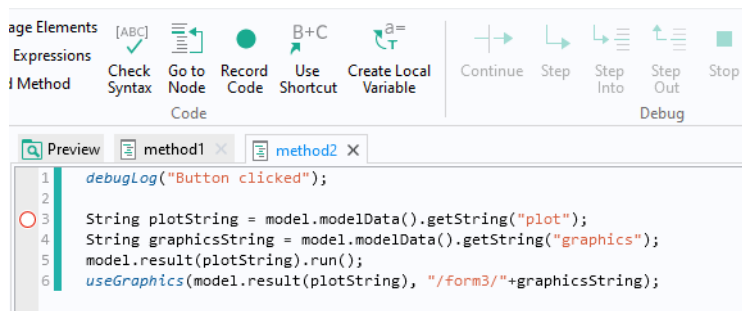 age Elements
Expressions
d Method
[ABC]
Check Syntax
Go to Node
Record Code
B+C
Use Shortcut
a=
T
Create Local Variable
Continue
Step
Step Into
Step Out
Stop
Code
Debug
Preview
method1
method2
1 debugLog("Button clicked");
2
3 String plotString = model.modelData().getString("plot");
4 String graphicsString = model.modelData().getString("graphics");
5 model.result(plotString).run();
6 useGraphics(model.result(plotString), "/form3/"+graphicsString);